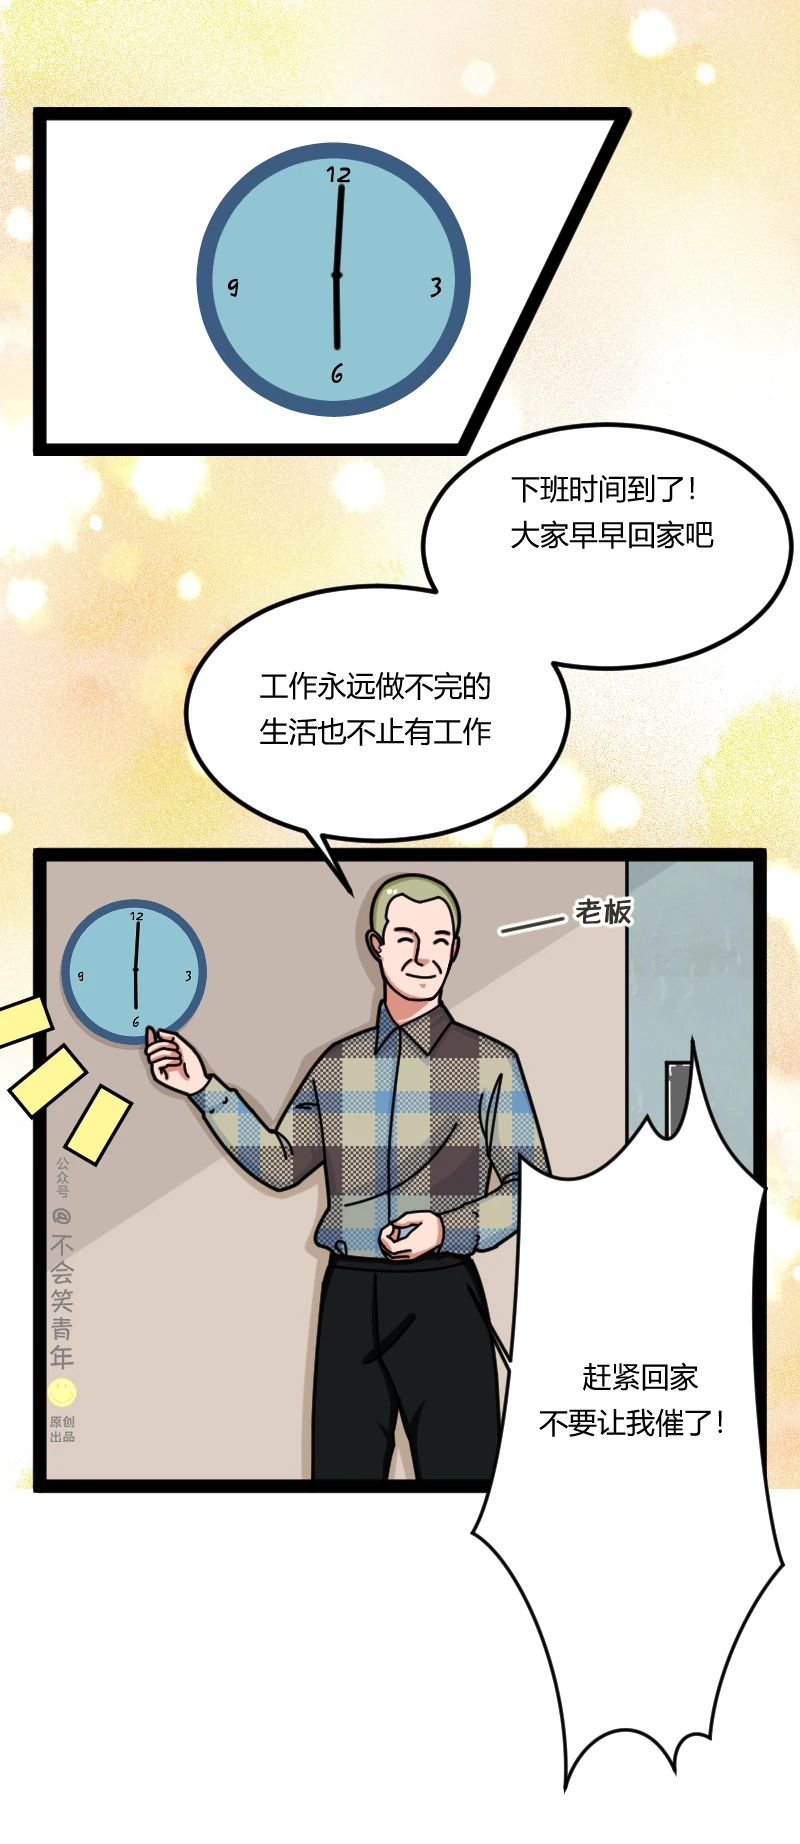 12
9
3
6
下班时间到了！
大家早早回家吧
工作永远做不完的
生活也不止有工作
老板
12
9
3
6
公众号
@不会笑青年
原创
出品
赶紧回家
不要让我催了！